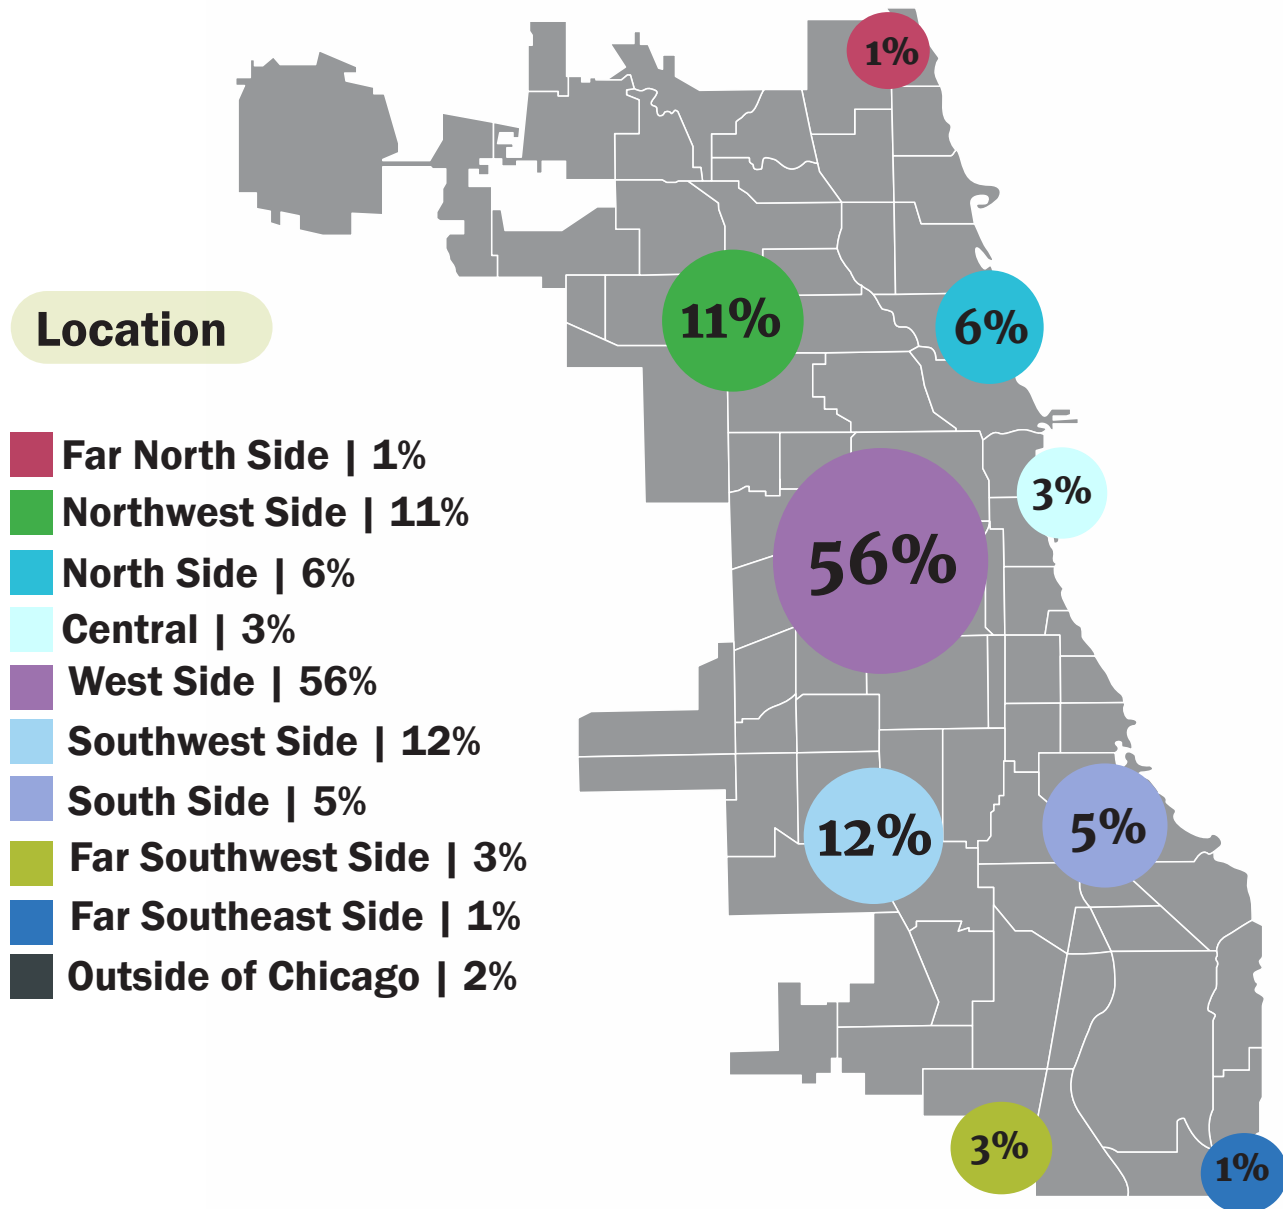 1%
11%
6%
Location
Far North Side | 1%
Northwest Side | 11%
North Side | 6%
Central | 3%
West Side | 56%
Southwest Side | 12%
South Side | 5%
Far Southwest Side | 3%
Far Southeast Side | 1%
Outside of Chicago | 2%
3%
56%
12%
5%
3%
1%